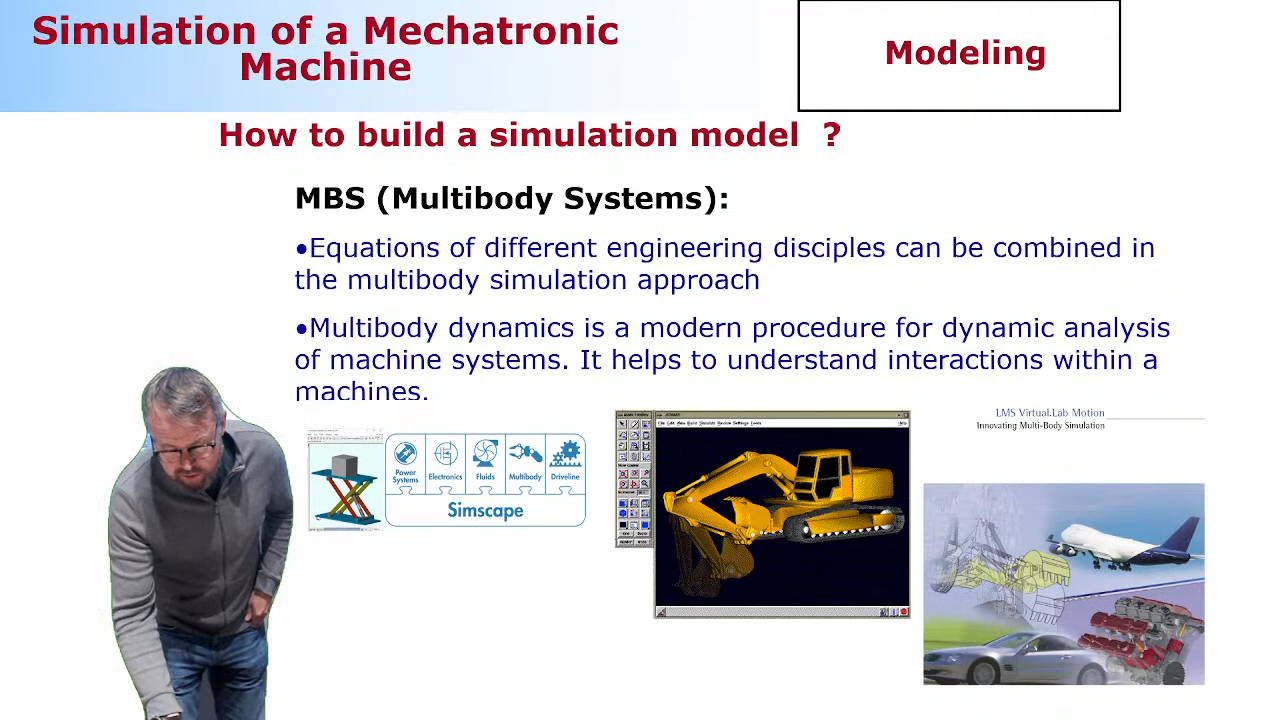 Simulation of a Mechatronic
Machine
Modeling
How to build a simulation model ?
MBS (Multibody Systems):
•Equations of different engineering disciples can be combined in
the multibody simulation approach
•Multibody dynamics is a modern procedure for dynamic analysis
of machine systems. It helps to understand interactions within a
machines.
Power
Systems
Electronics
Fluids
Multibody
Driveline
Simscape
LMS Virtual.Lab Motion
Innovating Multi-Body Simulation